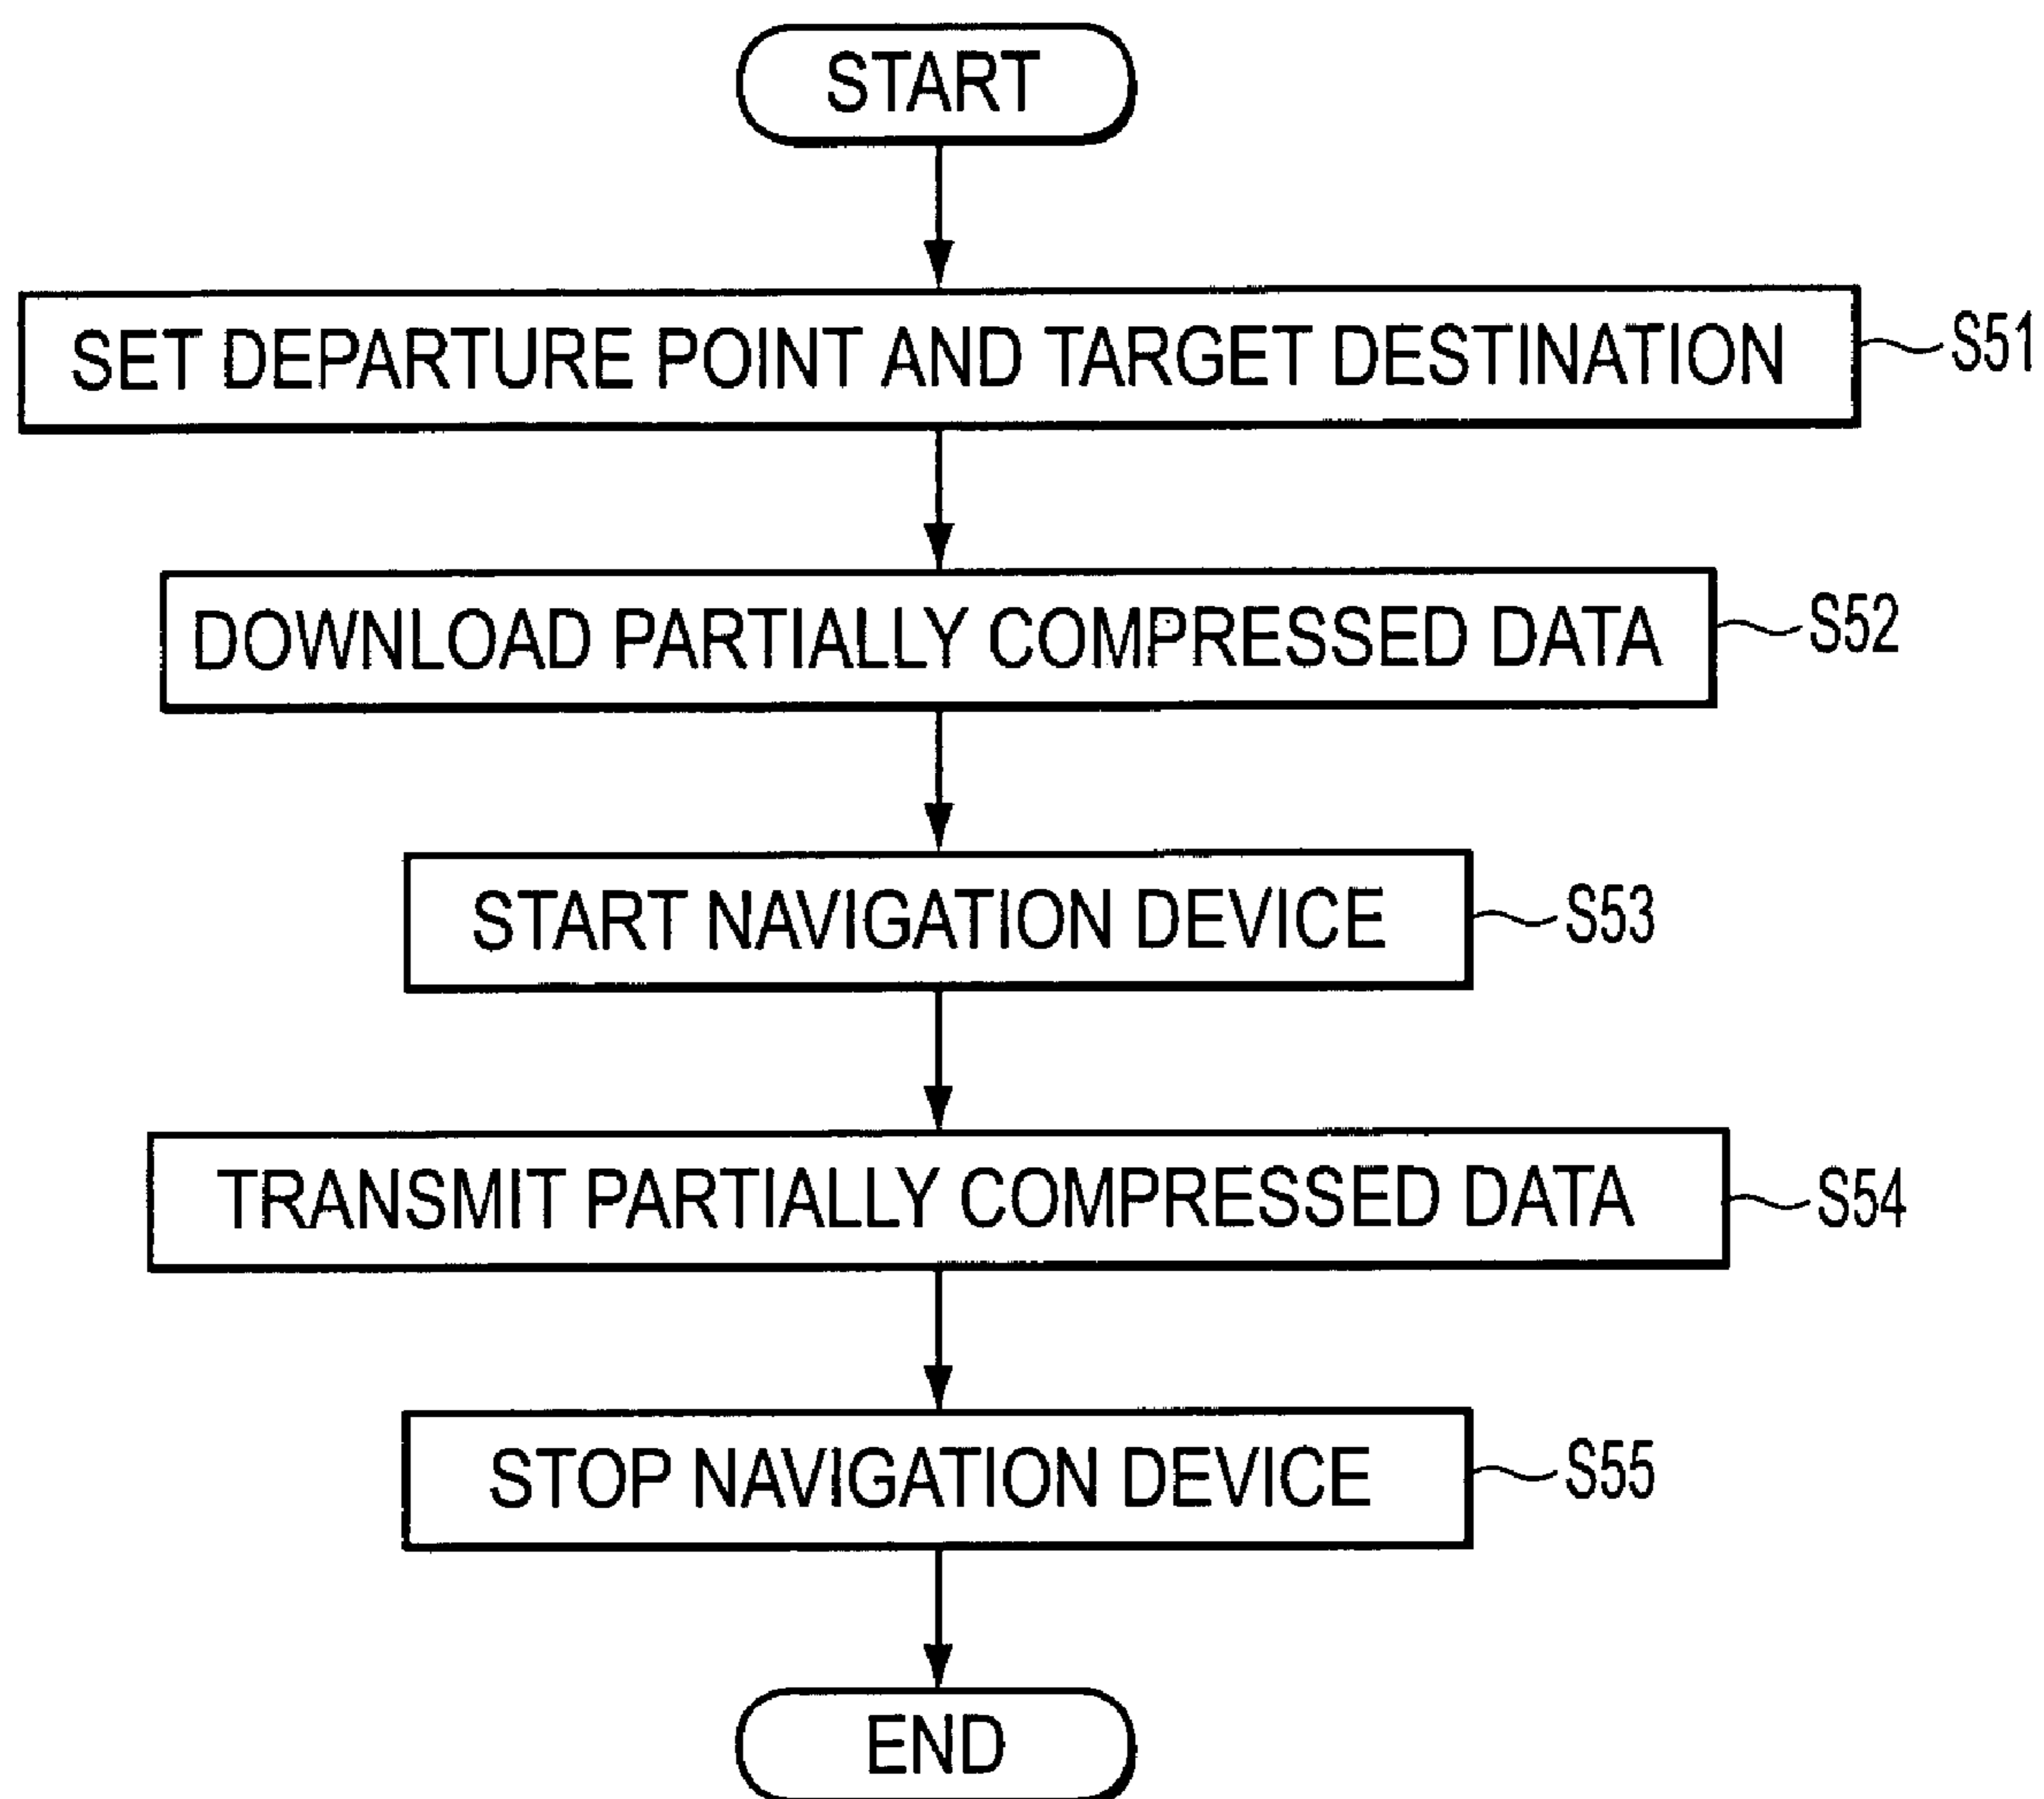 START
SET DEPARTURE POINT AND TARGET DESTINATION S51
DOWNLOAD PARTIALLY COMPRESSED DATA S52
START NAVIGATION DEVICE S53
TRANSMIT PARTIALLY COMPRESSED DATA S54
STOP NAVIGATION DEVICE S55
END